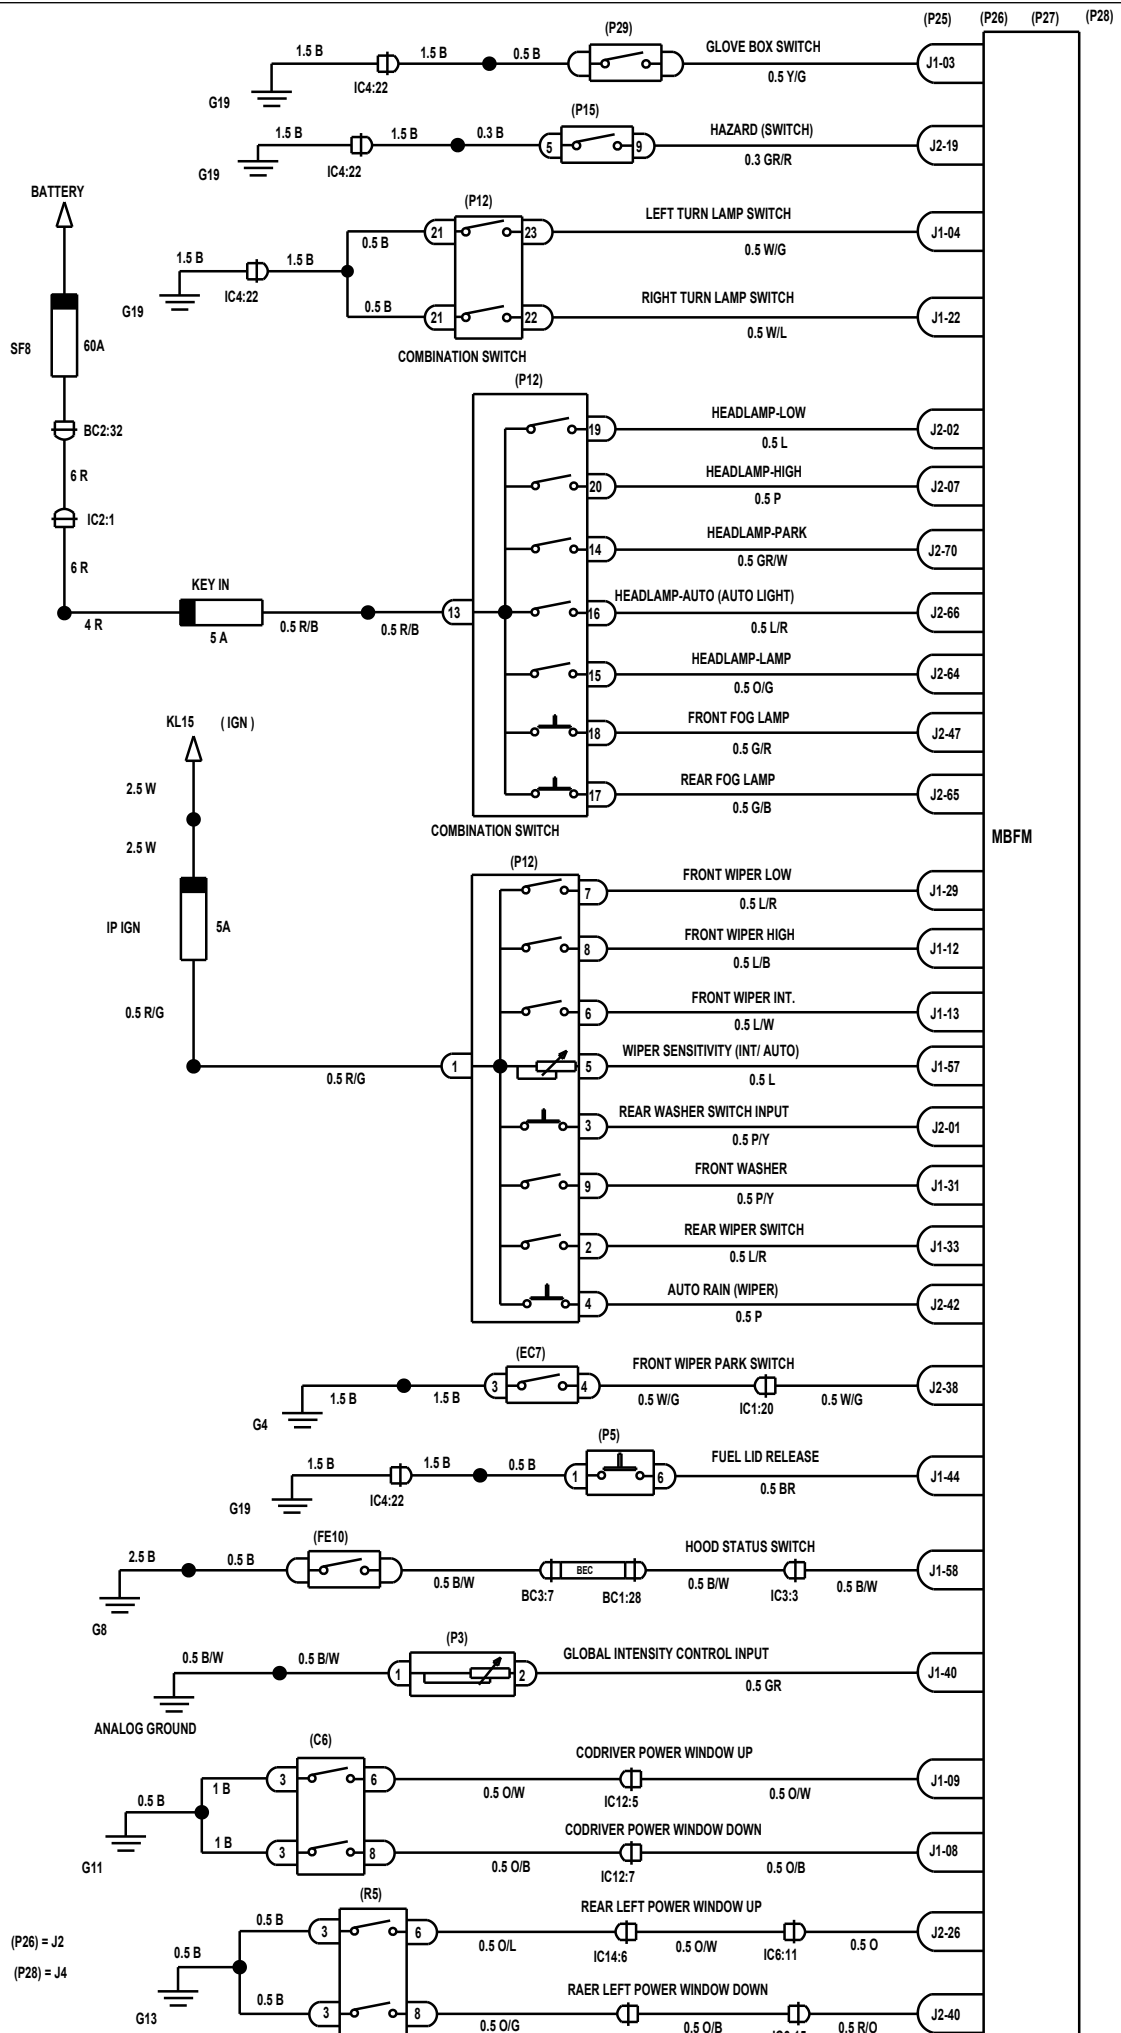 (P25) (P26) (P27) (P28)
(P29)
1.5 B 1.5 B 0.5 B GLOVE BOX SWITCH J1-03
IC4:22 0.5 Y/G
G19
(P15)
1.5 B 1.5 B 0.3 B 5 9 HAZARD (SWITCH) J2-19
IC4:22 0.3 GR/R
G19
BATTERY
(P12)
0.5 B 21 23 LEFT TURN LAMP SWITCH J1-04
0.5 W/G
1.5 B 1.5 B
IC4:22
G19
0.5 B 21 22 RIGHT TURN LAMP SWITCH J1-22
0.5 W/L
COMBINATION SWITCH
SF8 60A
(P12)
BC2:32
6 R
IC2:1
6 R
19 HEADLAMP-LOW J2-02
0.5 L
20 HEADLAMP-HIGH J2-07
0.5 P
14 HEADLAMP-PARK J2-70
0.5 GR/W
KEY IN
4 R 5 A 0.5 R/B 0.5 R/B 13
16 HEADLAMP-AUTO (AUTO LIGHT) J2-66
0.5 L/R
15 HEADLAMP-LAMP J2-64
0.5 O/G
18 FRONT FOG LAMP J2-47
0.5 G/R
17 REAR FOG LAMP J2-65
0.5 G/B
COMBINATION SWITCH
MBFM
KL15 ( IGN )
2.5 W
2.5 W
IP IGN 5A
0.5 R/G
(P12)
7 FRONT WIPER LOW J1-29
0.5 L/R
8 FRONT WIPER HIGH J1-12
0.5 L/B
6 FRONT WIPER INT. J1-13
0.5 L/W
0.5 R/G 1
5 WIPER SENSITIVITY (INT/ AUTO) J1-57
0.5 L
3 REAR WASHER SWITCH INPUT J2-01
0.5 P/Y
9 FRONT WASHER J1-31
0.5 P/Y
2 REAR WIPER SWITCH J1-33
0.5 L/R
4 AUTO RAIN (WIPER) J2-42
0.5 P
(EC7)
1.5 B 1.5 B 3 4 FRONT WIPER PARK SWITCH J2-38
0.5 W/G IC1:20 0.5 W/G
G4
(P5)
1.5 B 1.5 B 0.5 B 1 6 FUEL LID RELEASE J1-44
IC4:22 0.5 BR
G19
(FE10)
2.5 B 0.5 B HOOD STATUS SWITCH J1-58
0.5 B/W BEC 0.5 B/W 0.5 B/W
BC3:7 BC1:28 IC3:3
G8
(P3)
0.5 B/W 0.5 B/W 1 2 GLOBAL INTENSITY CONTROL INPUT J1-40
0.5 GR
ANALOG GROUND
(C6)
1 B 3 6 CODRIVER POWER WINDOW UP J1-09
0.5 O/W IC12:5 0.5 O/W
0.5 B
1 B 3 8 CODRIVER POWER WINDOW DOWN J1-08
0.5 O/B IC12:7 0.5 O/B
G11
(R5)
0.5 B 3 6 REAR LEFT POWER WINDOW UP J2-26
0.5 O/L IC14:6 0.5 O/W IC6:11 0.5 O
(P26) = J2
0.5 B
(P28) = J4
0.5 B 3 8 RAER LEFT POWER WINDOW DOWN J2-40
0.5 O/G 0.5 O/B 0.5 R/O
G13